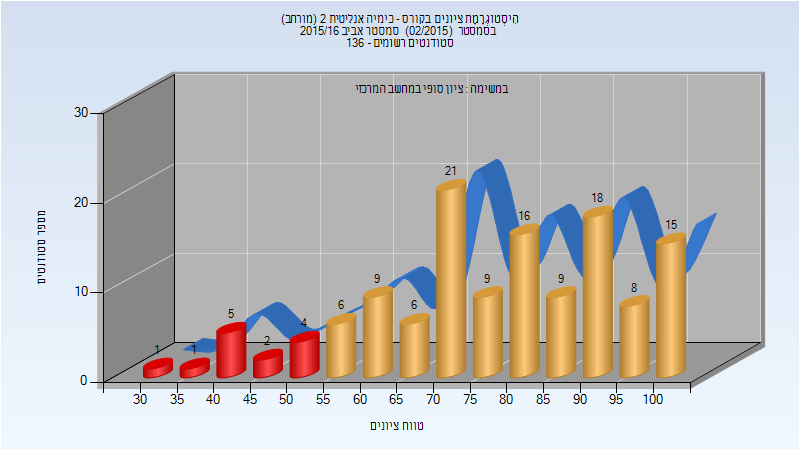 היסטוגרמת ציונים בקורס - כימיה אנליטית 2 (מורחב)
בסמסטר (02/2015) סמסטר אביב 2015/16
סטודנטים רשומים - 136
במשימה : ציון סופי במחשב המרכזי
מספר סטודנטים
30
20
10
0
1
1
5
2
4
6
9
6
21
9
16
9
18
8
15
30 35 40 45 50 55 60 65 70 75 80 85 90 95 100
טווח ציונים